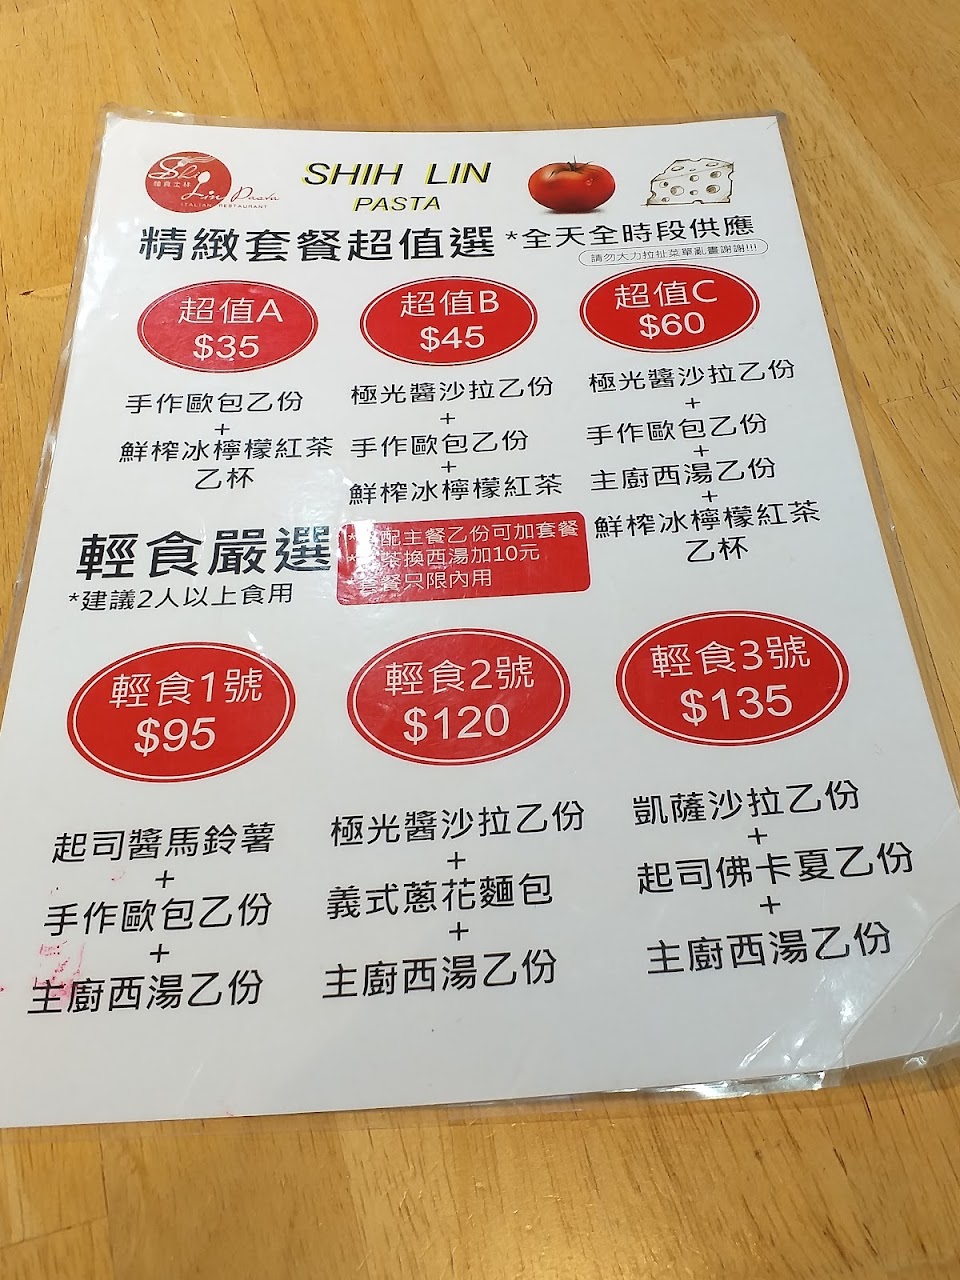 Shi Lin Pasta
雅食士林
ITALIAN RESTAURANT
SHIH LIN
PASTA
精緻套餐超值選 *全天全時段供應
請勿大力拉扯菜單亂畫謝謝!!!
超值A
$35
手作歐包乙份
+
鮮榨冰檸檬紅茶
乙杯
超值B
$45
極光醬沙拉乙份
+
手作歐包乙份
+
鮮榨冰檸檬紅茶
超值C
$60
極光醬沙拉乙份
+
手作歐包乙份
+
主廚西湯乙份
+
鮮榨冰檸檬紅茶
乙杯
配主餐乙份可加套餐
茶換西湯加10元
套餐只限內用
輕食嚴選
*建議2人以上食用
輕食1號
$95
起司醬馬鈴薯
+
手作歐包乙份
+
主廚西湯乙份
輕食2號
$120
極光醬沙拉乙份
+
義式蔥花麵包
+
主廚西湯乙份
輕食3號
$135
凱薩沙拉乙份
+
起司佛卡夏乙份
+
主廚西湯乙份